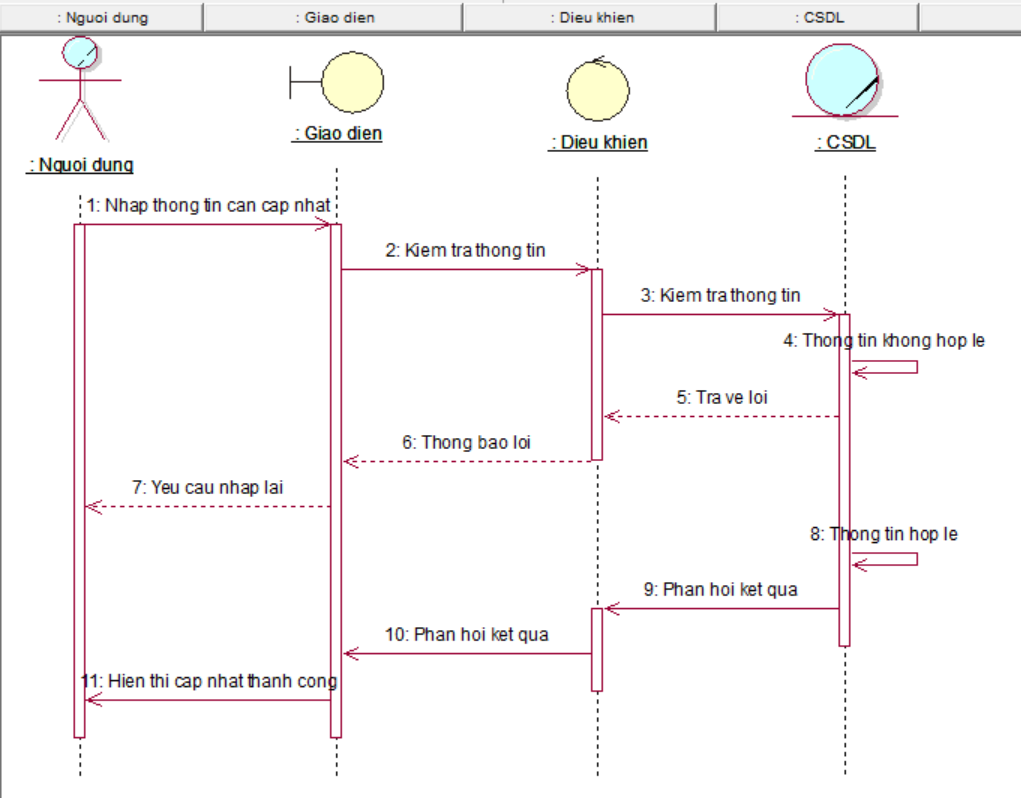 : Nguoi dung
: Giao dien
: Dieu khien
: CSDL
: Giao dien
: Dieu khien
: CSDL
: Nguoi dung
1: Nhap thong tin can cap nhat
2: Kiem tra thong tin
3: Kiem tra thong tin
4: Thong tin khong hop le
5: Tra ve loi
6: Thong bao loi
7: Yeu cau nhap lai
8: Thong tin hop le
9: Phan hoi ket qua
10: Phan hoi ket qua
11: Hien thi cap nhat thanh cong